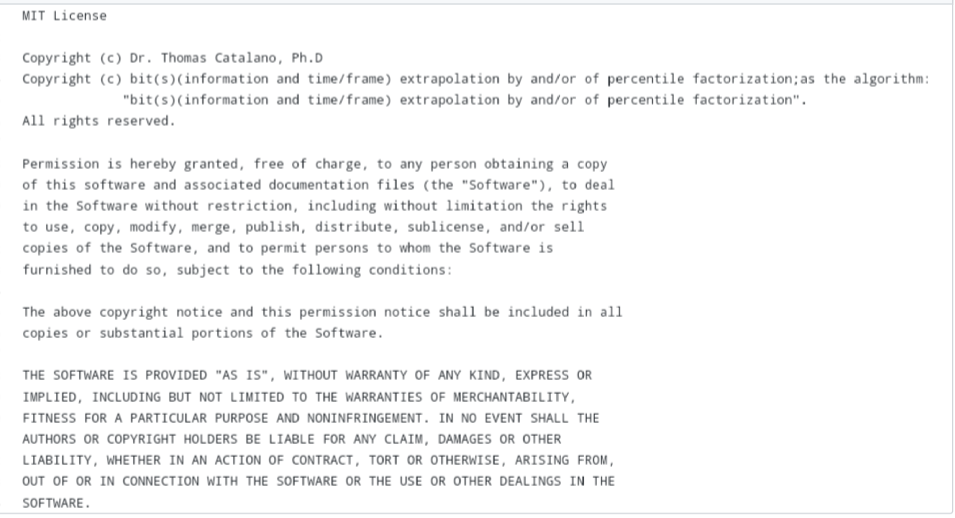 MIT License
Copyright (c) Dr. Thomas Catalano, Ph.D
Copyright (c) bit(s)(information and time/frame) extrapolation by and/or of percentile factorization;as the algorithm:
"bit(s)(information and time/frame) extrapolation by and/or of percentile factorization".
All rights reserved.
Permission is hereby granted, free of charge, to any person obtaining a copy
of this software and associated documentation files (the "Software"), to deal
in the Software without restriction, including without limitation the rights
to use, copy, modify, merge, publish, distribute, sublicense, and/or sell
copies of the Software, and to permit persons to whom the Software is
furnished to do so, subject to the following conditions:
The above copyright notice and this permission notice shall be included in all
copies or substantial portions of the Software.
THE SOFTWARE IS PROVIDED "AS IS", WITHOUT WARRANTY OF ANY KIND, EXPRESS OR
IMPLIED, INCLUDING BUT NOT LIMITED TO THE WARRANTIES OF MERCHANTABILITY,
FITNESS FOR A PARTICULAR PURPOSE AND NONINFRINGEMENT. IN NO EVENT SHALL THE
AUTHORS OR COPYRIGHT HOLDERS BE LIABLE FOR ANY CLAIM, DAMAGES OR OTHER
LIABILITY, WHETHER IN AN ACTION OF CONTRACT, TORT OR OTHERWISE, ARISING FROM,
OUT OF OR IN CONNECTION WITH THE SOFTWARE OR THE USE OR OTHER DEALINGS IN THE
SOFTWARE.